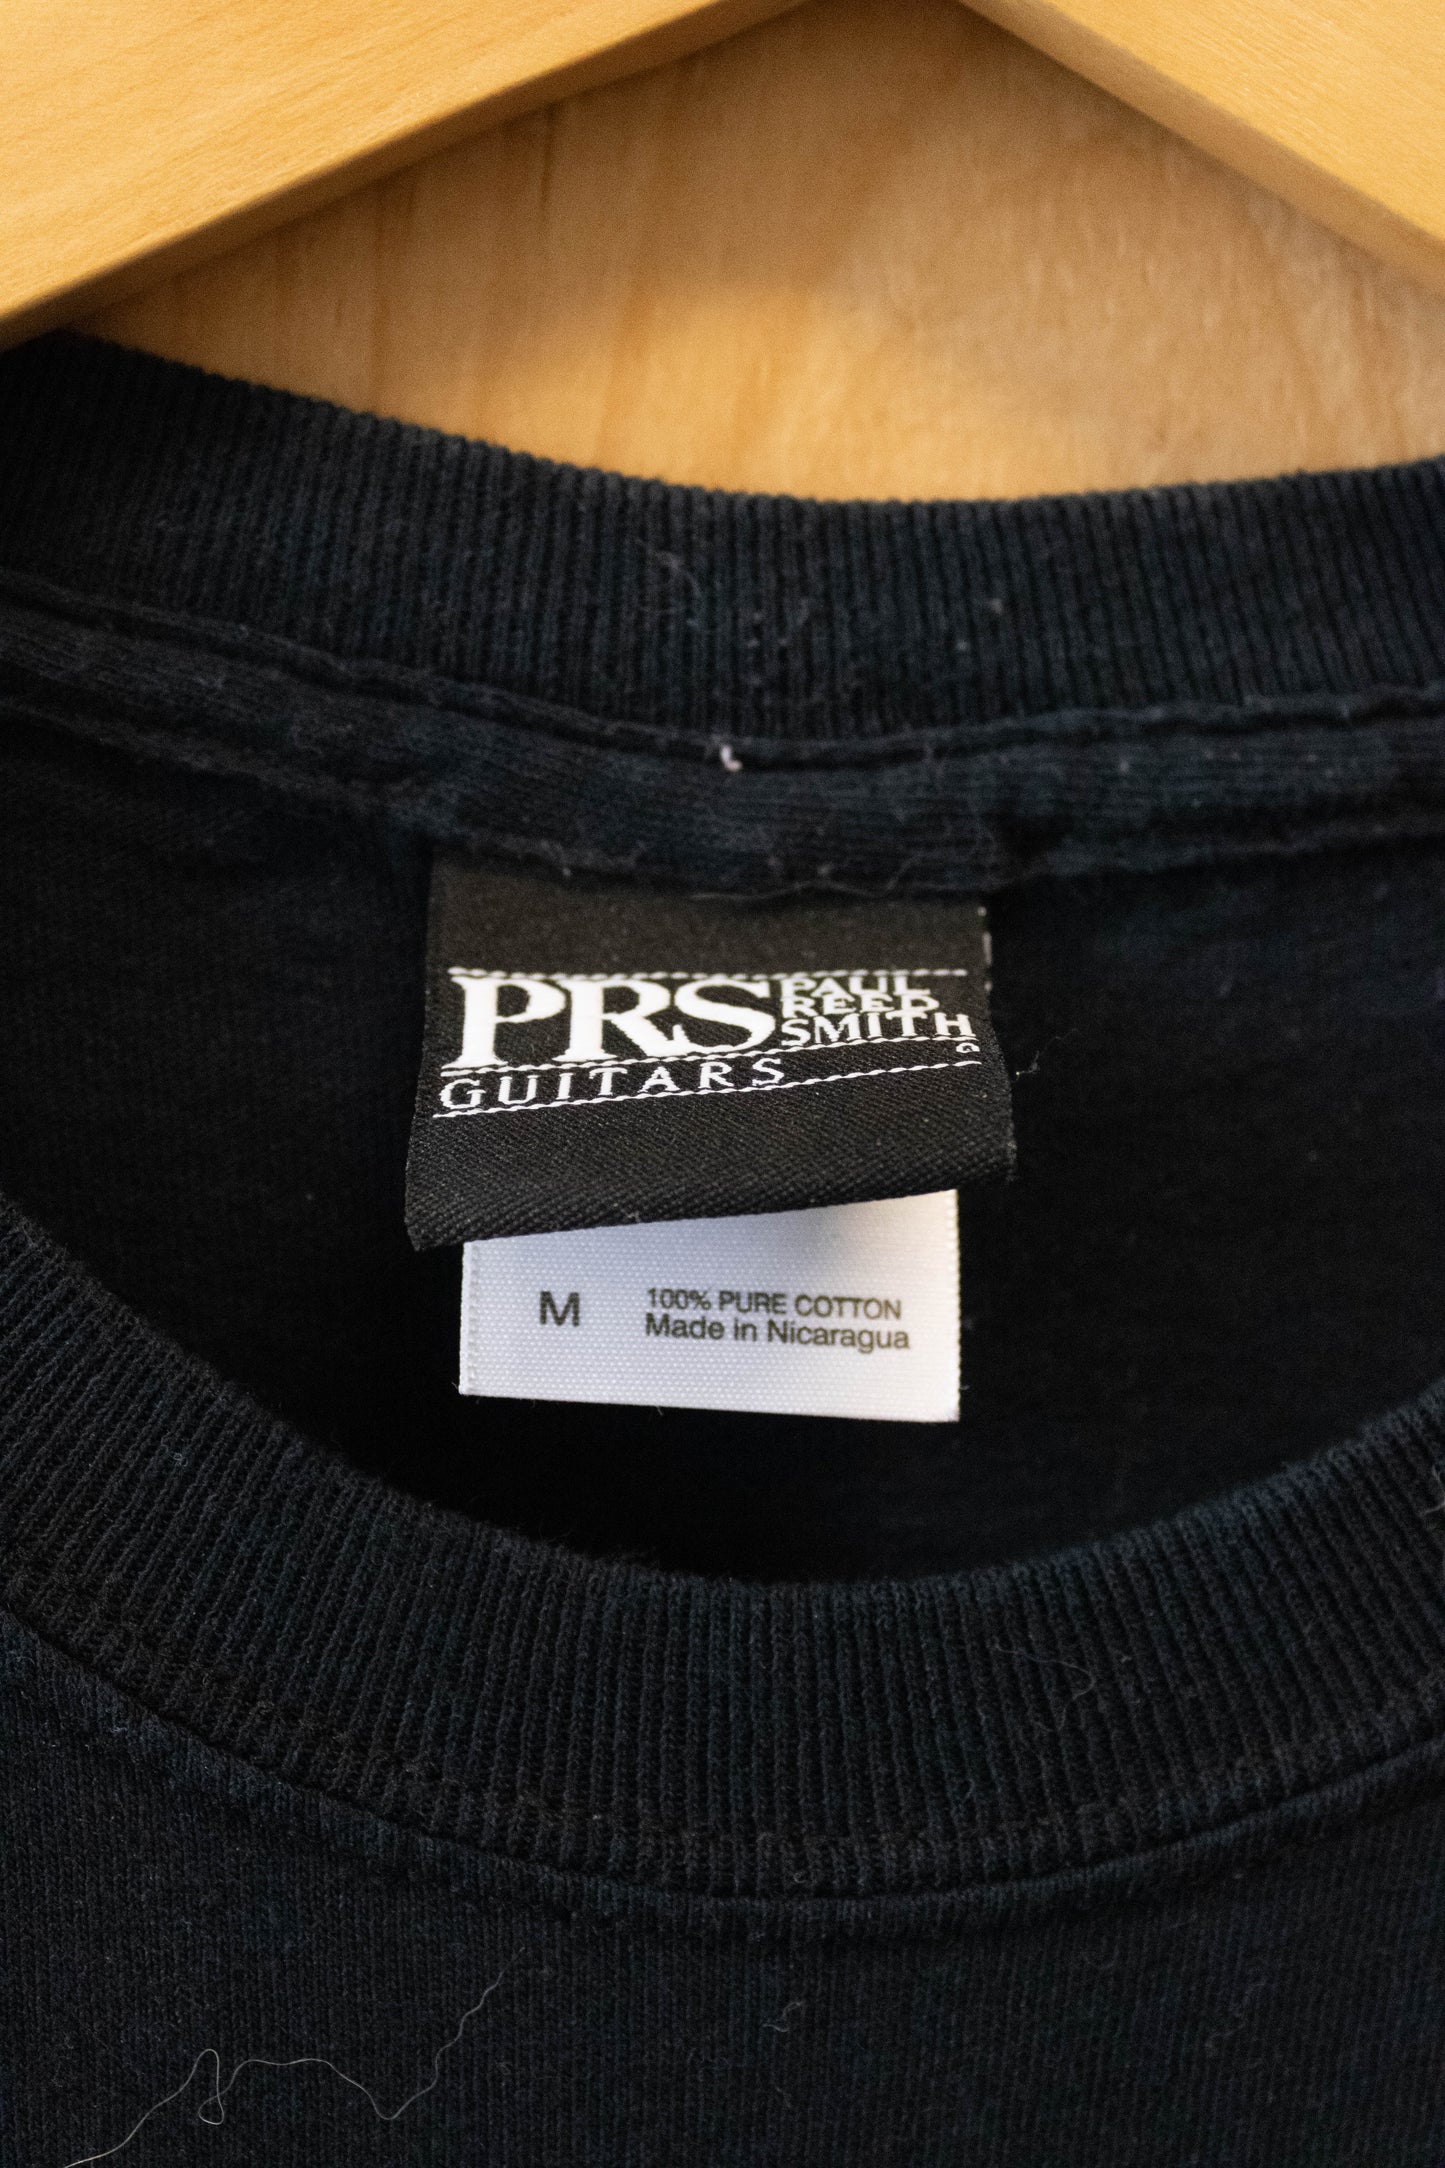 PRS PAUL
REED
SMITH
GUITARS
M 100% PURE COTTON
Made in Nicaragua